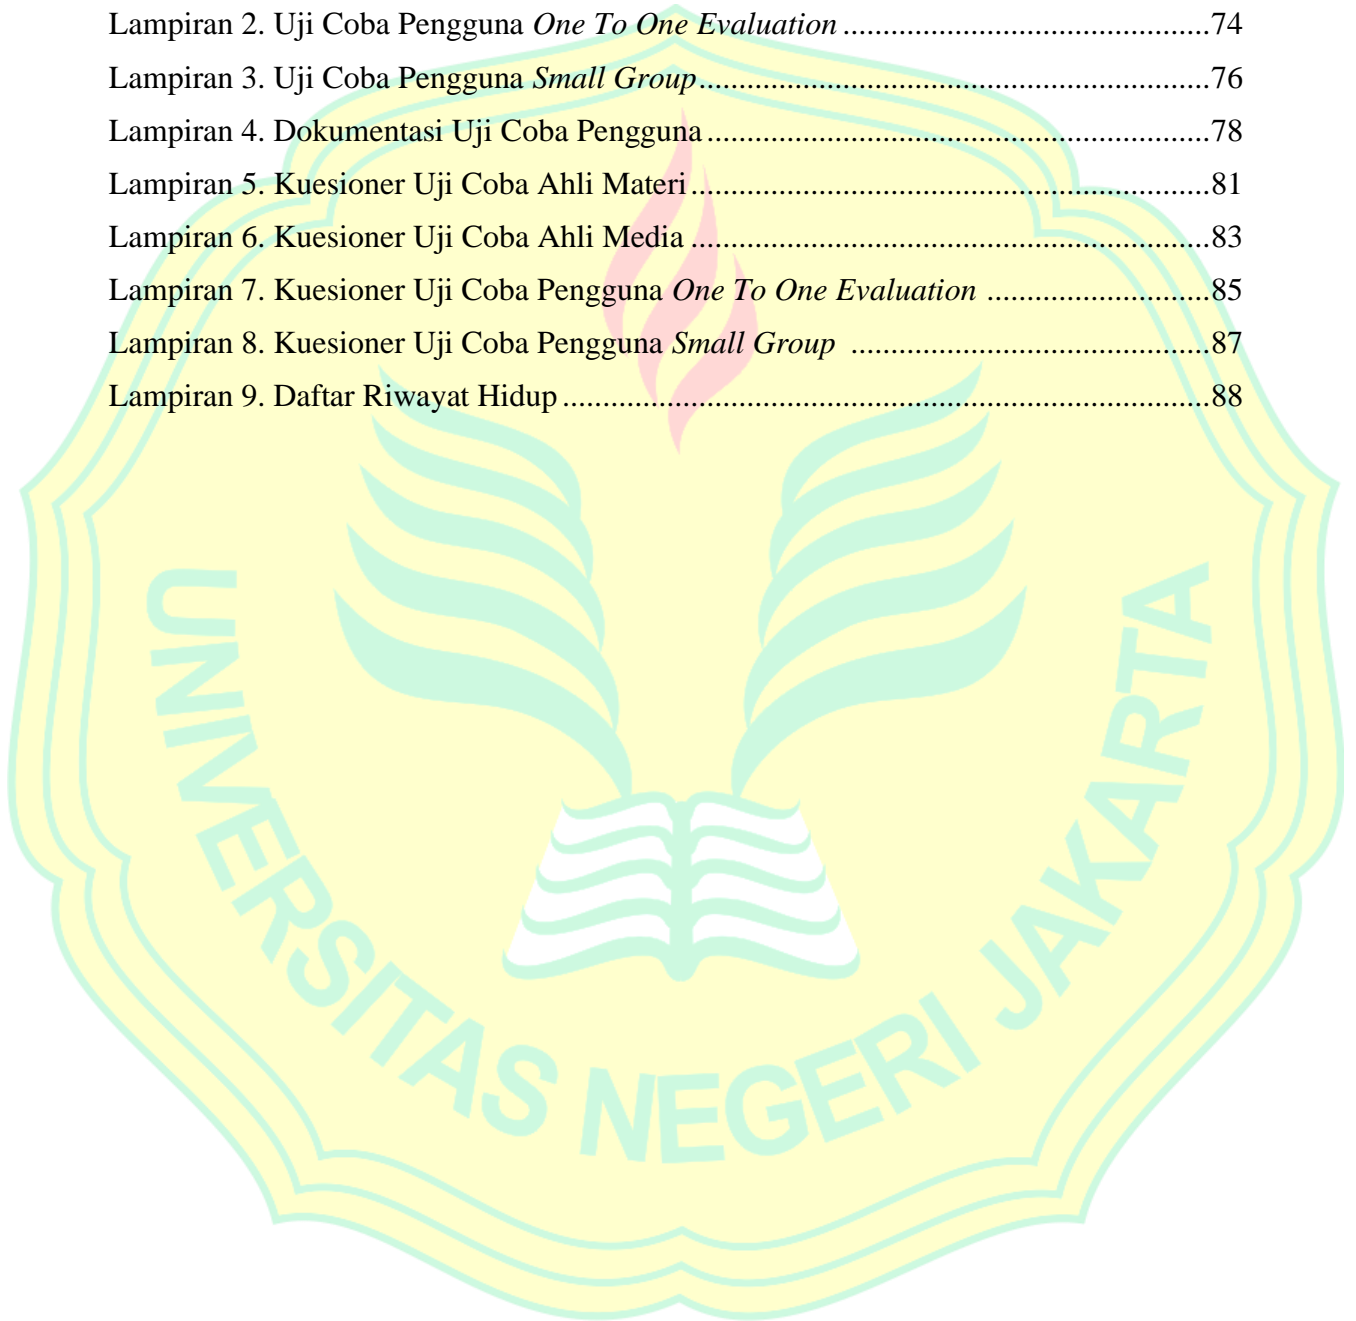 Lampiran 2. Uji Coba Pengguna One To One Evaluation ..........................................74
Lampiran 3. Uji Coba Pengguna Small Group..........................................................76
Lampiran 4. Dokumentasi Uji Coba Pengguna .........................................................78
Lampiran 5. Kuesioner Uji Coba Ahli Materi ...........................................................81
Lampiran 6. Kuesioner Uji Coba Ahli Media ...........................................................83
Lampiran 7. Kuesioner Uji Coba Pengguna One To One Evaluation .........................85
Lampiran 8. Kuesioner Uji Coba Pengguna Small Group ........................................87
Lampiran 9. Daftar Riwayat Hidup ..........................................................................88
UNIVERSITAS NEGERI JAKARTA